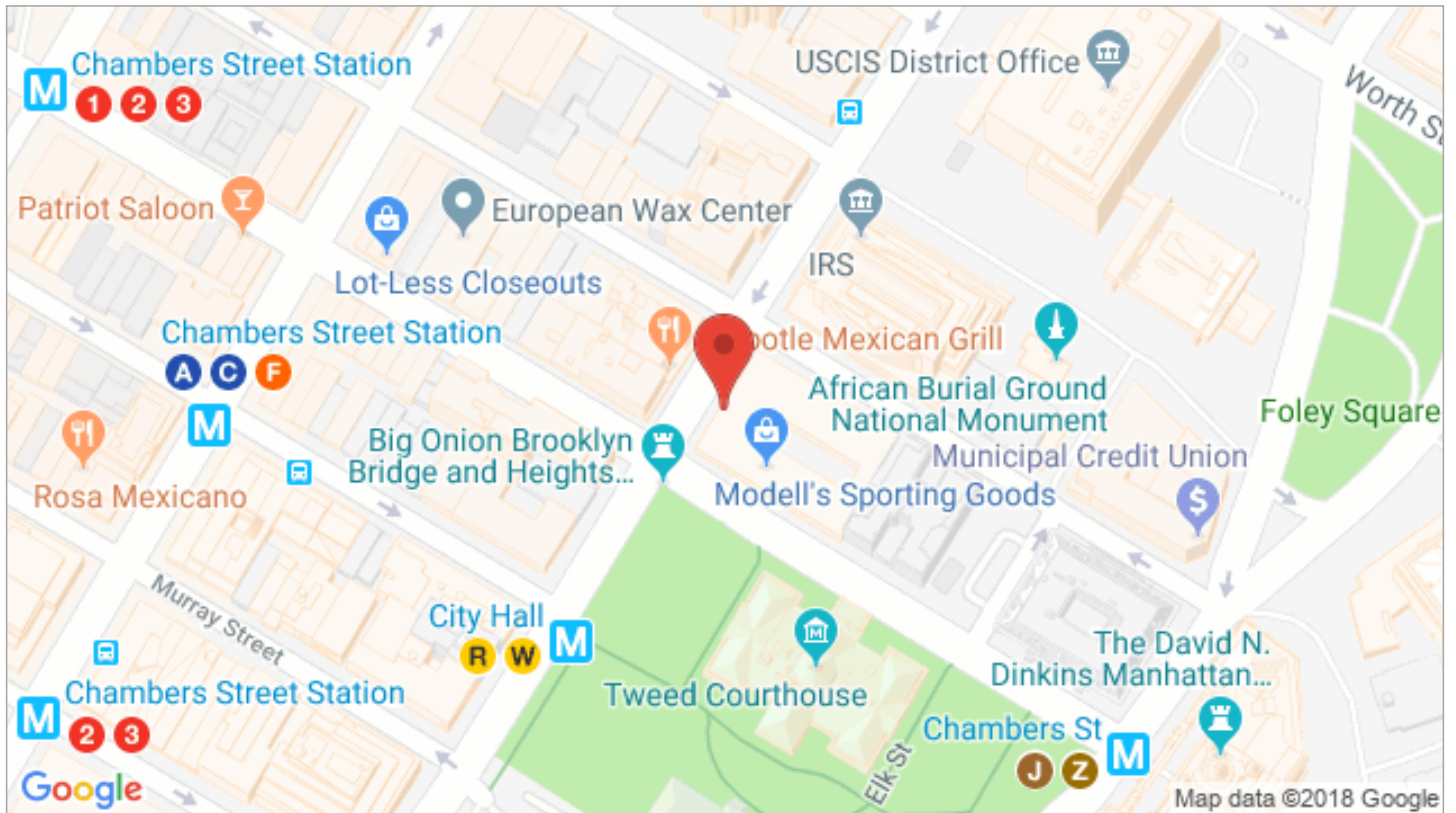 Chambers Street Station
M
1 2 3
USCIS District Office
Worth S
Patriot Saloon
European Wax Center
Lot-Less Closeouts
IRS
Chambers Street Station
A C F
M
otle Mexican Grill
African Burial Ground
National Monument
Foley Square
Big Onion Brooklyn
Bridge and Heights...
Municipal Credit Union
$
Rosa Mexicano
Modell's Sporting Goods
Murray Street
City Hall
R W
M
M
Tweed Courthouse
The David N.
Dinkins Manhattan...
Chambers Street Station
M
2 3
Chambers St
M
J Z
Elk St
Google
Map data ©2018 Google